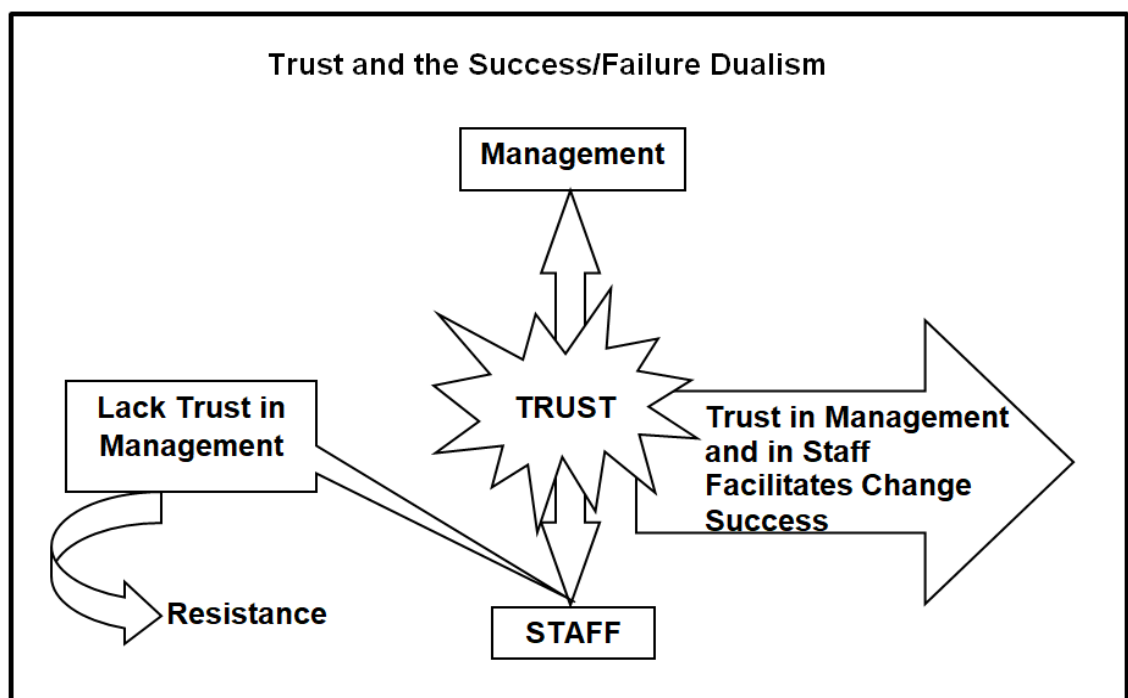 Trust and the Success/Failure Dualism
Management
Lack Trust in
Management
TRUST
Trust in Management
and in Staff
Facilitates Change
Success
Resistance
STAFF